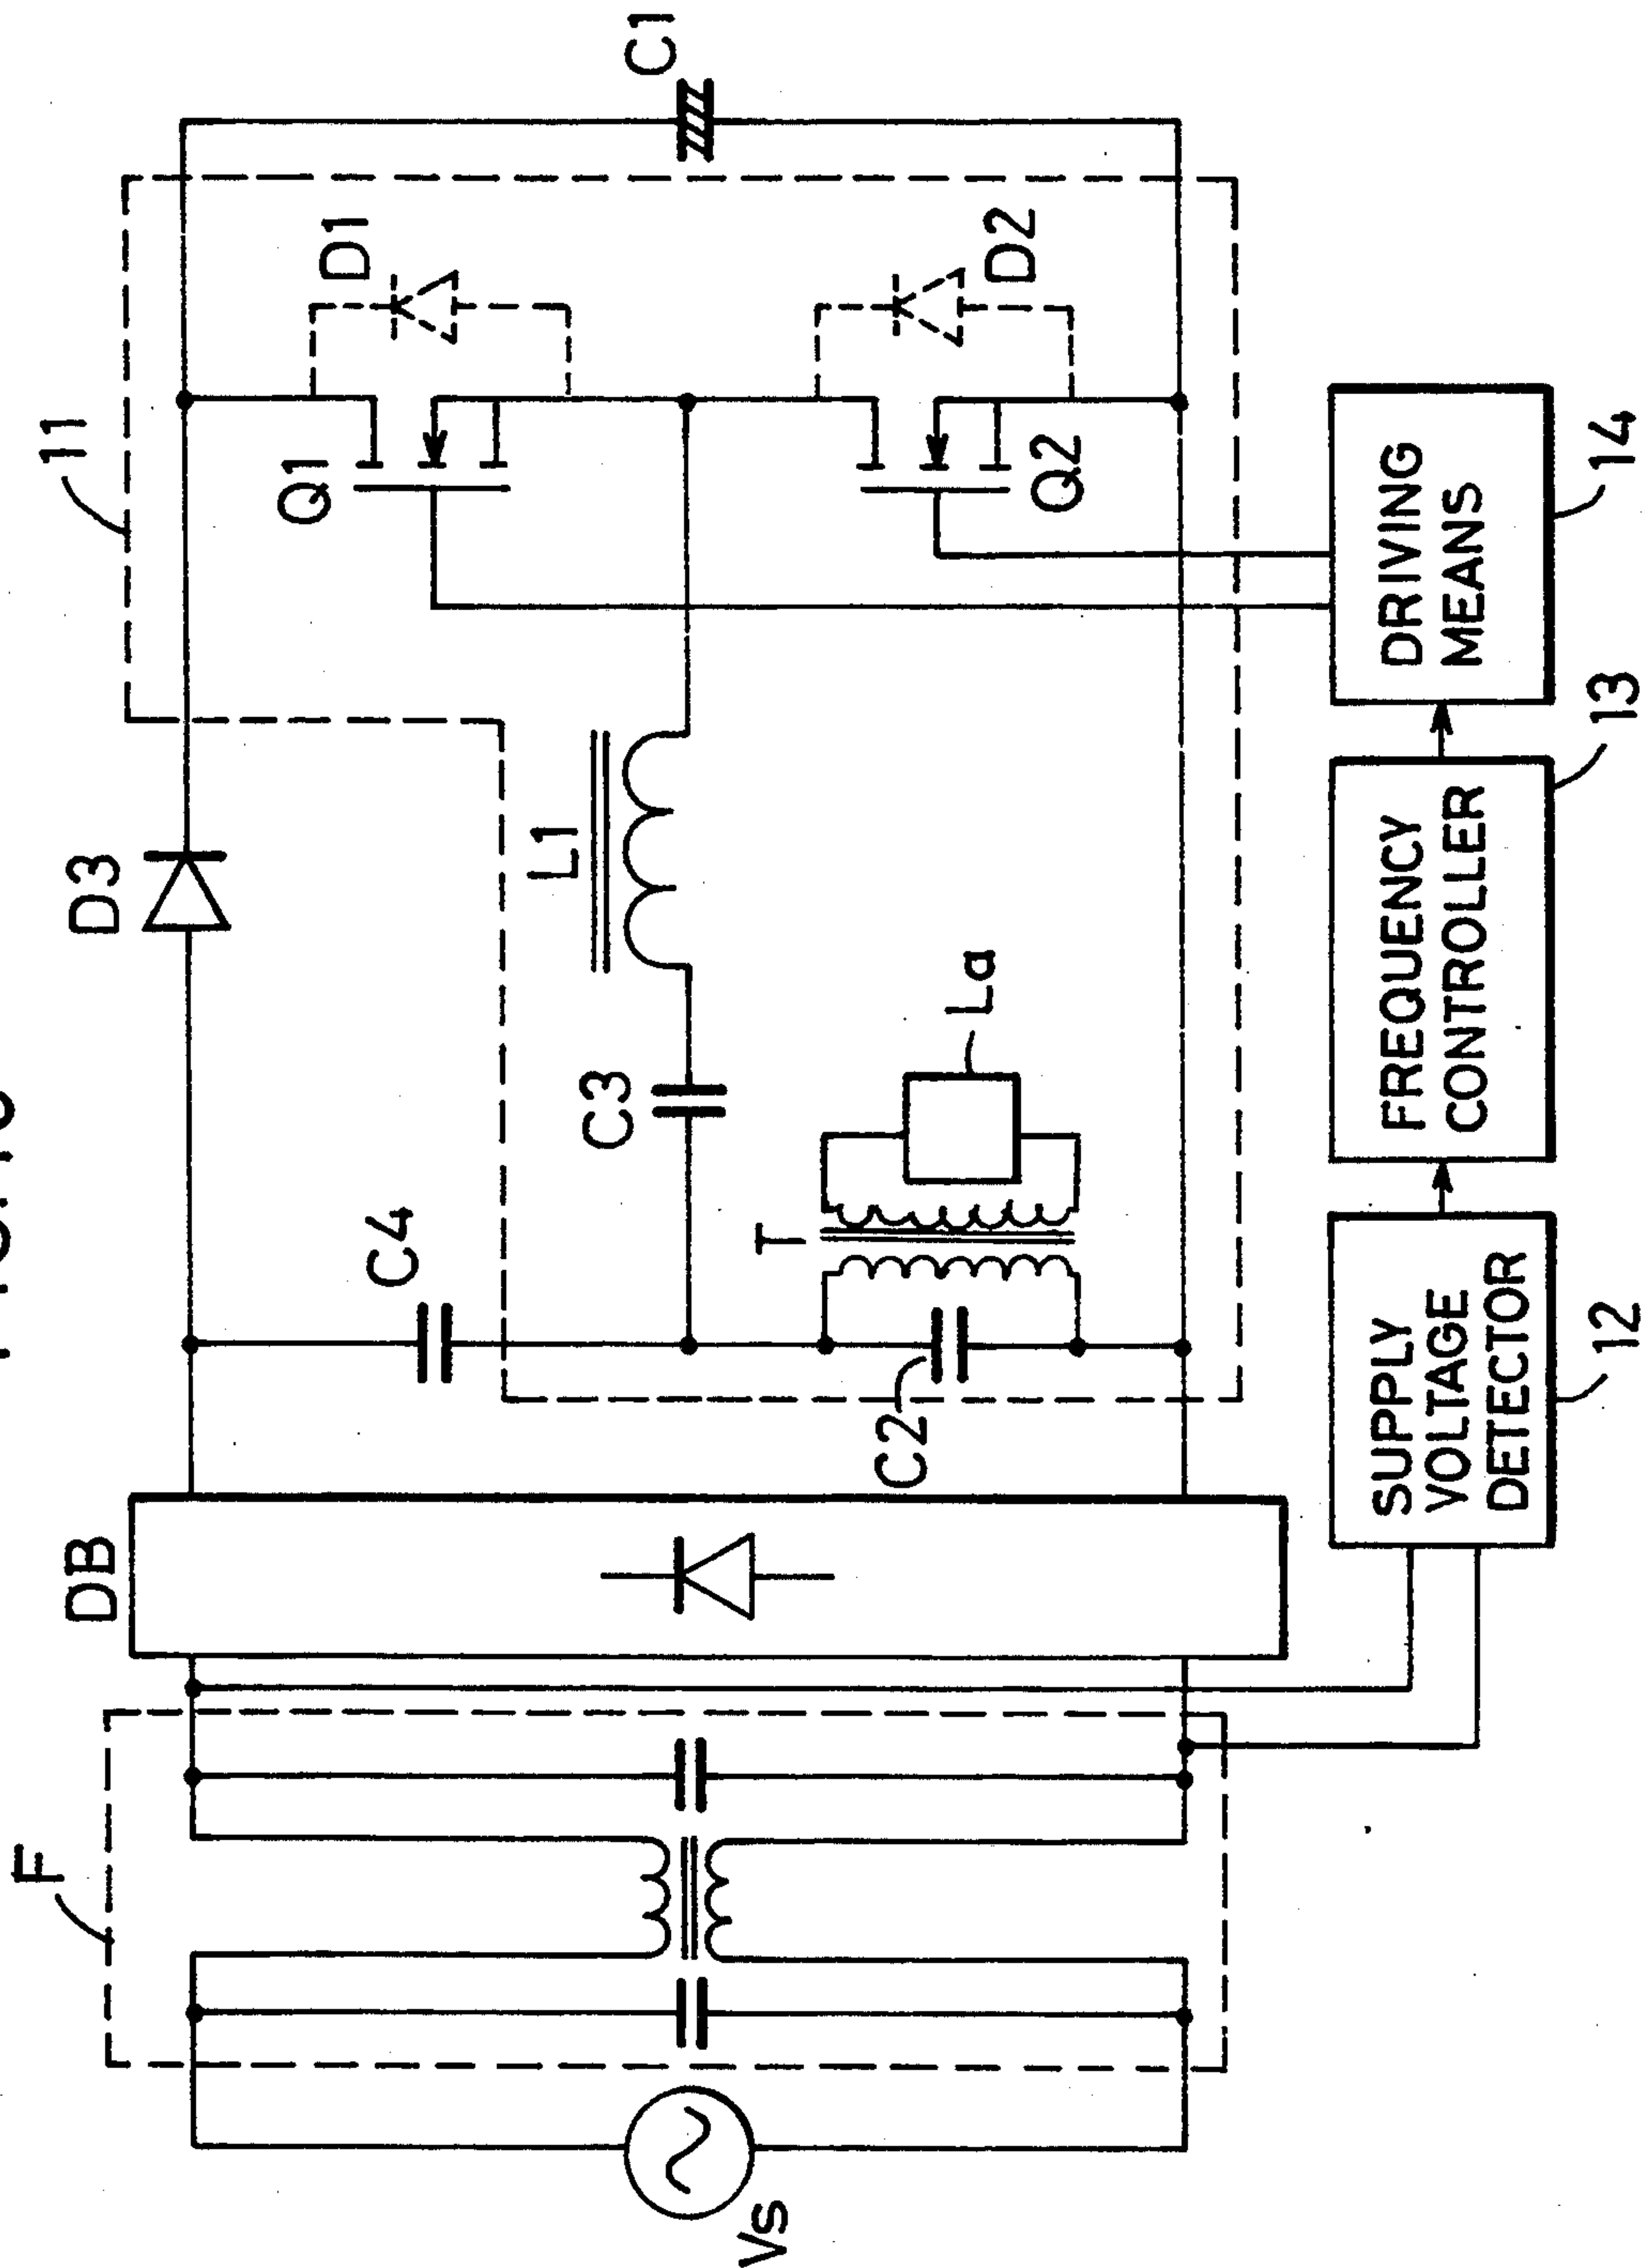 F
DB
C4
D3
11
Vs
C2
T
La
C3
L1
Q1
D1
Q2
D2
C1
SUPPLY
VOLTAGE
DETECTOR
12
FREQUENCY
CONTROLLER
13
DRIVING
MEANS
14